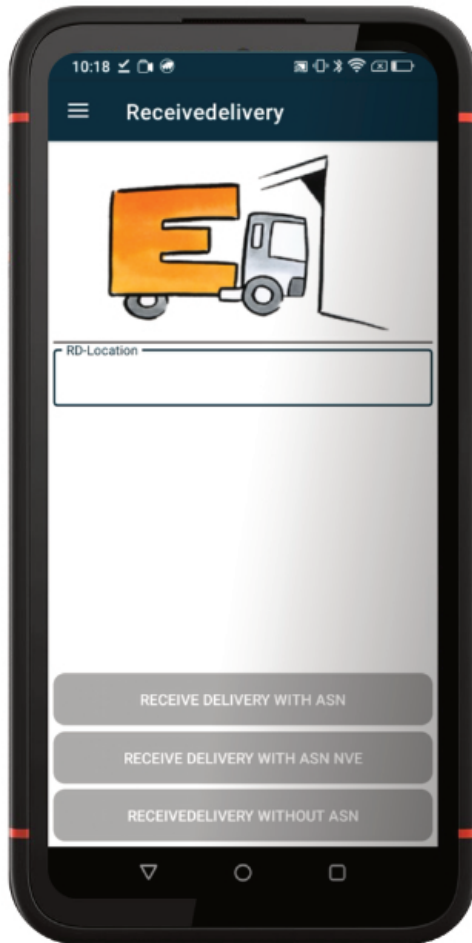 10:18
Receivedelivery
E
RD-Location
RECEIVE DELIVERY WITH ASN
RECEIVE DELIVERY WITH ASN NVE
RECEIVEDELIVERY WITHOUT ASN